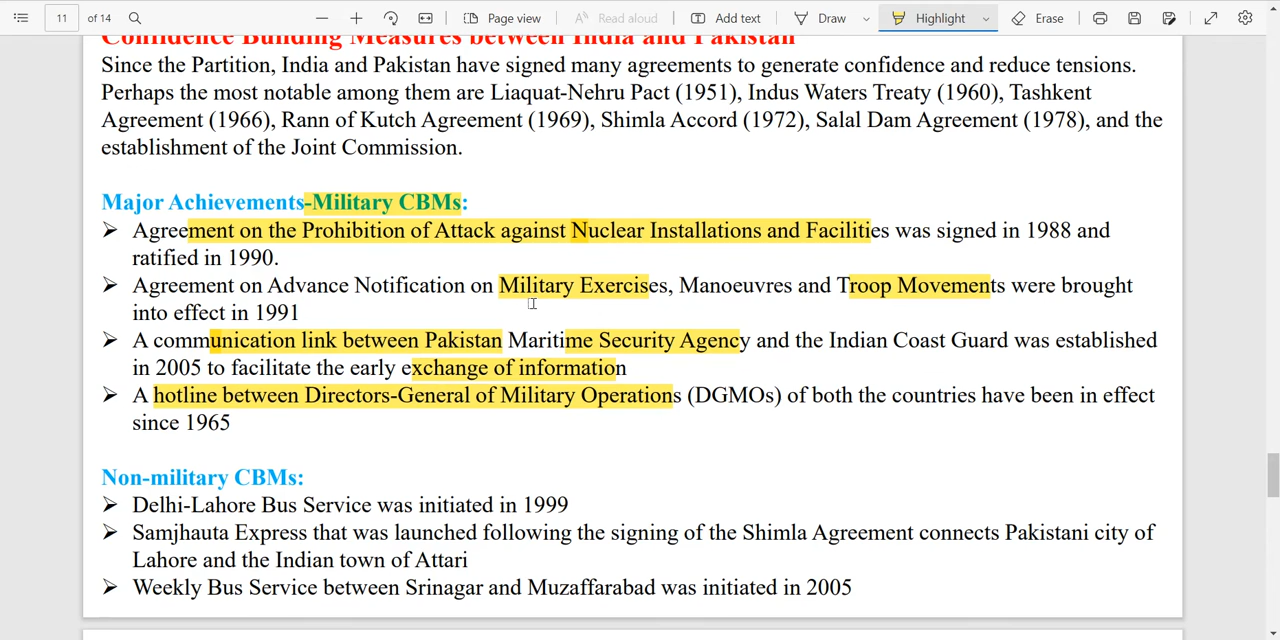 11 of 14 Page view Read aloud Add text Draw Highlight Erase
Confidence Building Measures between India and Pakistan
Since the Partition, India and Pakistan have signed many agreements to generate confidence and reduce tensions.
Perhaps the most notable among them are Liaquat-Nehru Pact (1951), Indus Waters Treaty (1960), Tashkent
Agreement (1966), Rann of Kutch Agreement (1969), Shimla Accord (1972), Salal Dam Agreement (1978), and the
establishment of the Joint Commission.
Major Achievements-Military CBMs:
➢ Agreement on the Prohibition of Attack against Nuclear Installations and Facilities was signed in 1988 and
ratified in 1990.
➢ Agreement on Advance Notification on Military Exercises, Manoeuvres and Troop Movements were brought
into effect in 1991
➢ A communication link between Pakistan Maritime Security Agency and the Indian Coast Guard was established
in 2005 to facilitate the early exchange of information
➢ A hotline between Directors-General of Military Operations (DGMOs) of both the countries have been in effect
since 1965
Non-military CBMs:
➢ Delhi-Lahore Bus Service was initiated in 1999
➢ Samjhauta Express that was launched following the signing of the Shimla Agreement connects Pakistani city of
Lahore and the Indian town of Attari
➢ Weekly Bus Service between Srinagar and Muzaffarabad was initiated in 2005